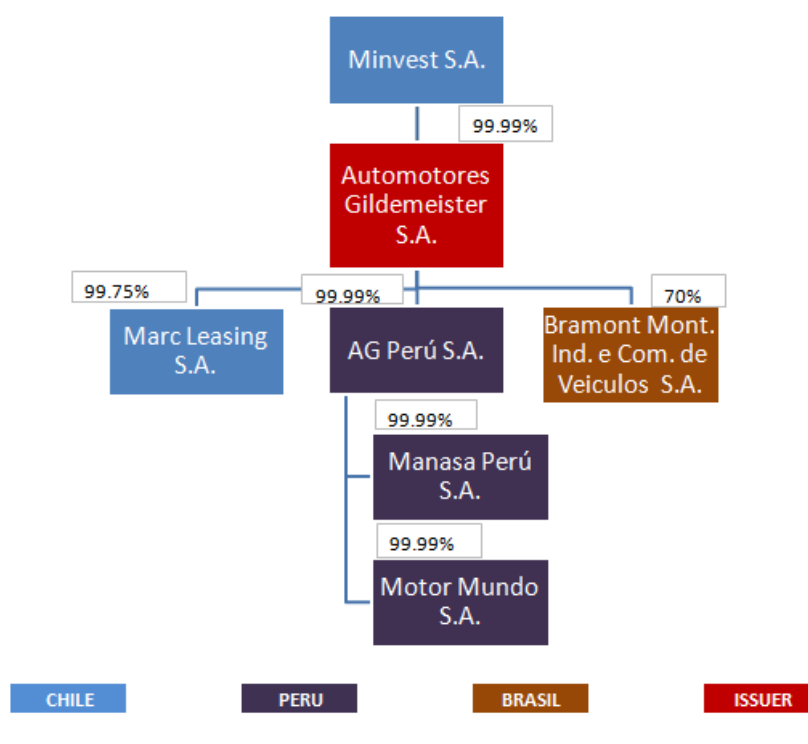 Minvest S.A.
99.99%
Automotores
Gildemeister
S.A.
99.75%
99.99%
70%
Marc Leasing
S.A.
AG Perú S.A.
Bramont Mont.
Ind. e Com. de
Veiculos S.A.
99.99%
Manasa Perú
S.A.
99.99%
Motor Mundo
S.A.
CHILE
PERU
BRASIL
ISSUER